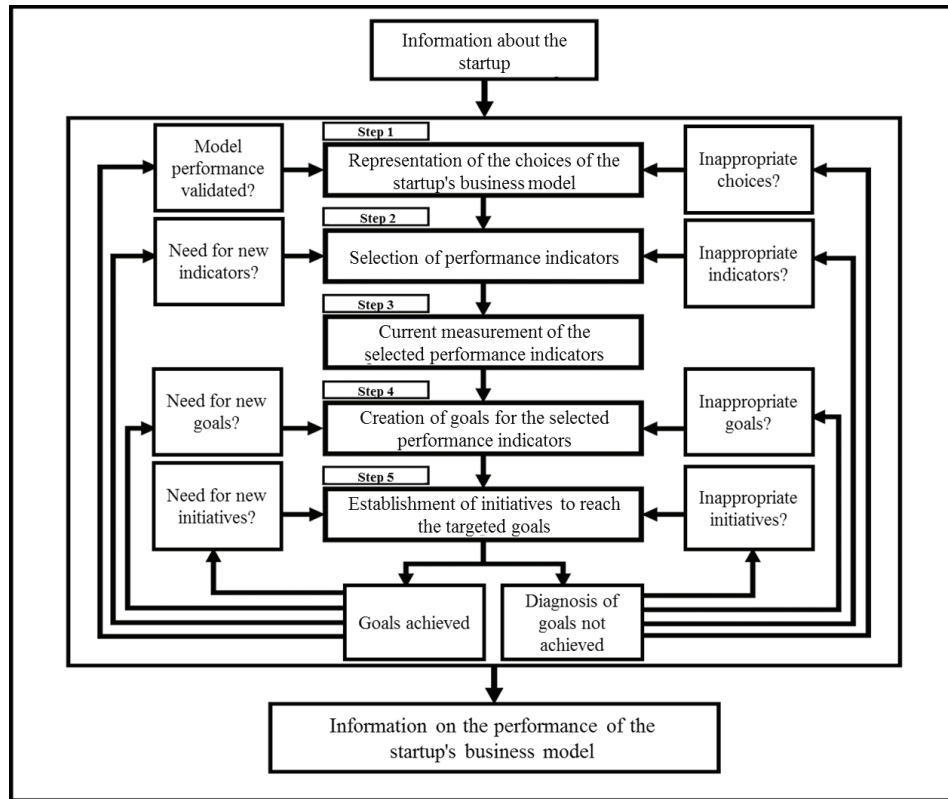 Information about the
startup
Step 1
Model
performance
validated?
Representation of the choices of the
startup's business model
Inappropriate
choices?
Step 2
Need for new
indicators?
Selection of performance indicators
Inappropriate
indicators?
Step 3
Current measurement of the
selected performance indicators
Step 4
Need for new
goals?
Creation of goals for the selected
performance indicators
Inappropriate
goals?
Step 5
Need for new
initiatives?
Establishment of initiatives to reach
the targeted goals
Inappropriate
initiatives?
Goals achieved
Diagnosis of
goals not
achieved
Information on the performance of the
startup's business model